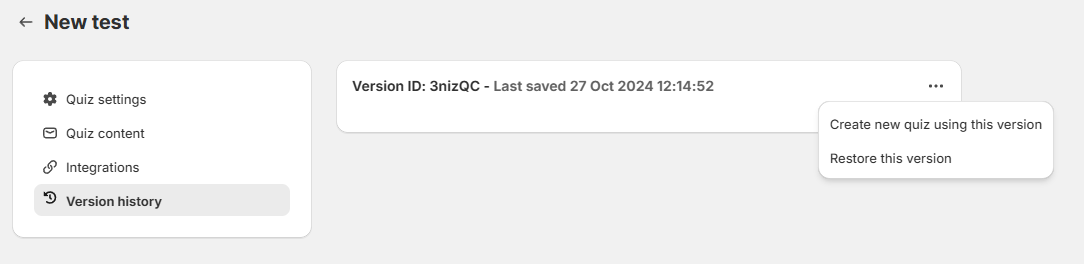 New test
Quiz settings
Quiz content
Integrations
Version history
Version ID: 3nizQC - Last saved 27 Oct 2024 12:14:52
Create new quiz using this version
Restore this version